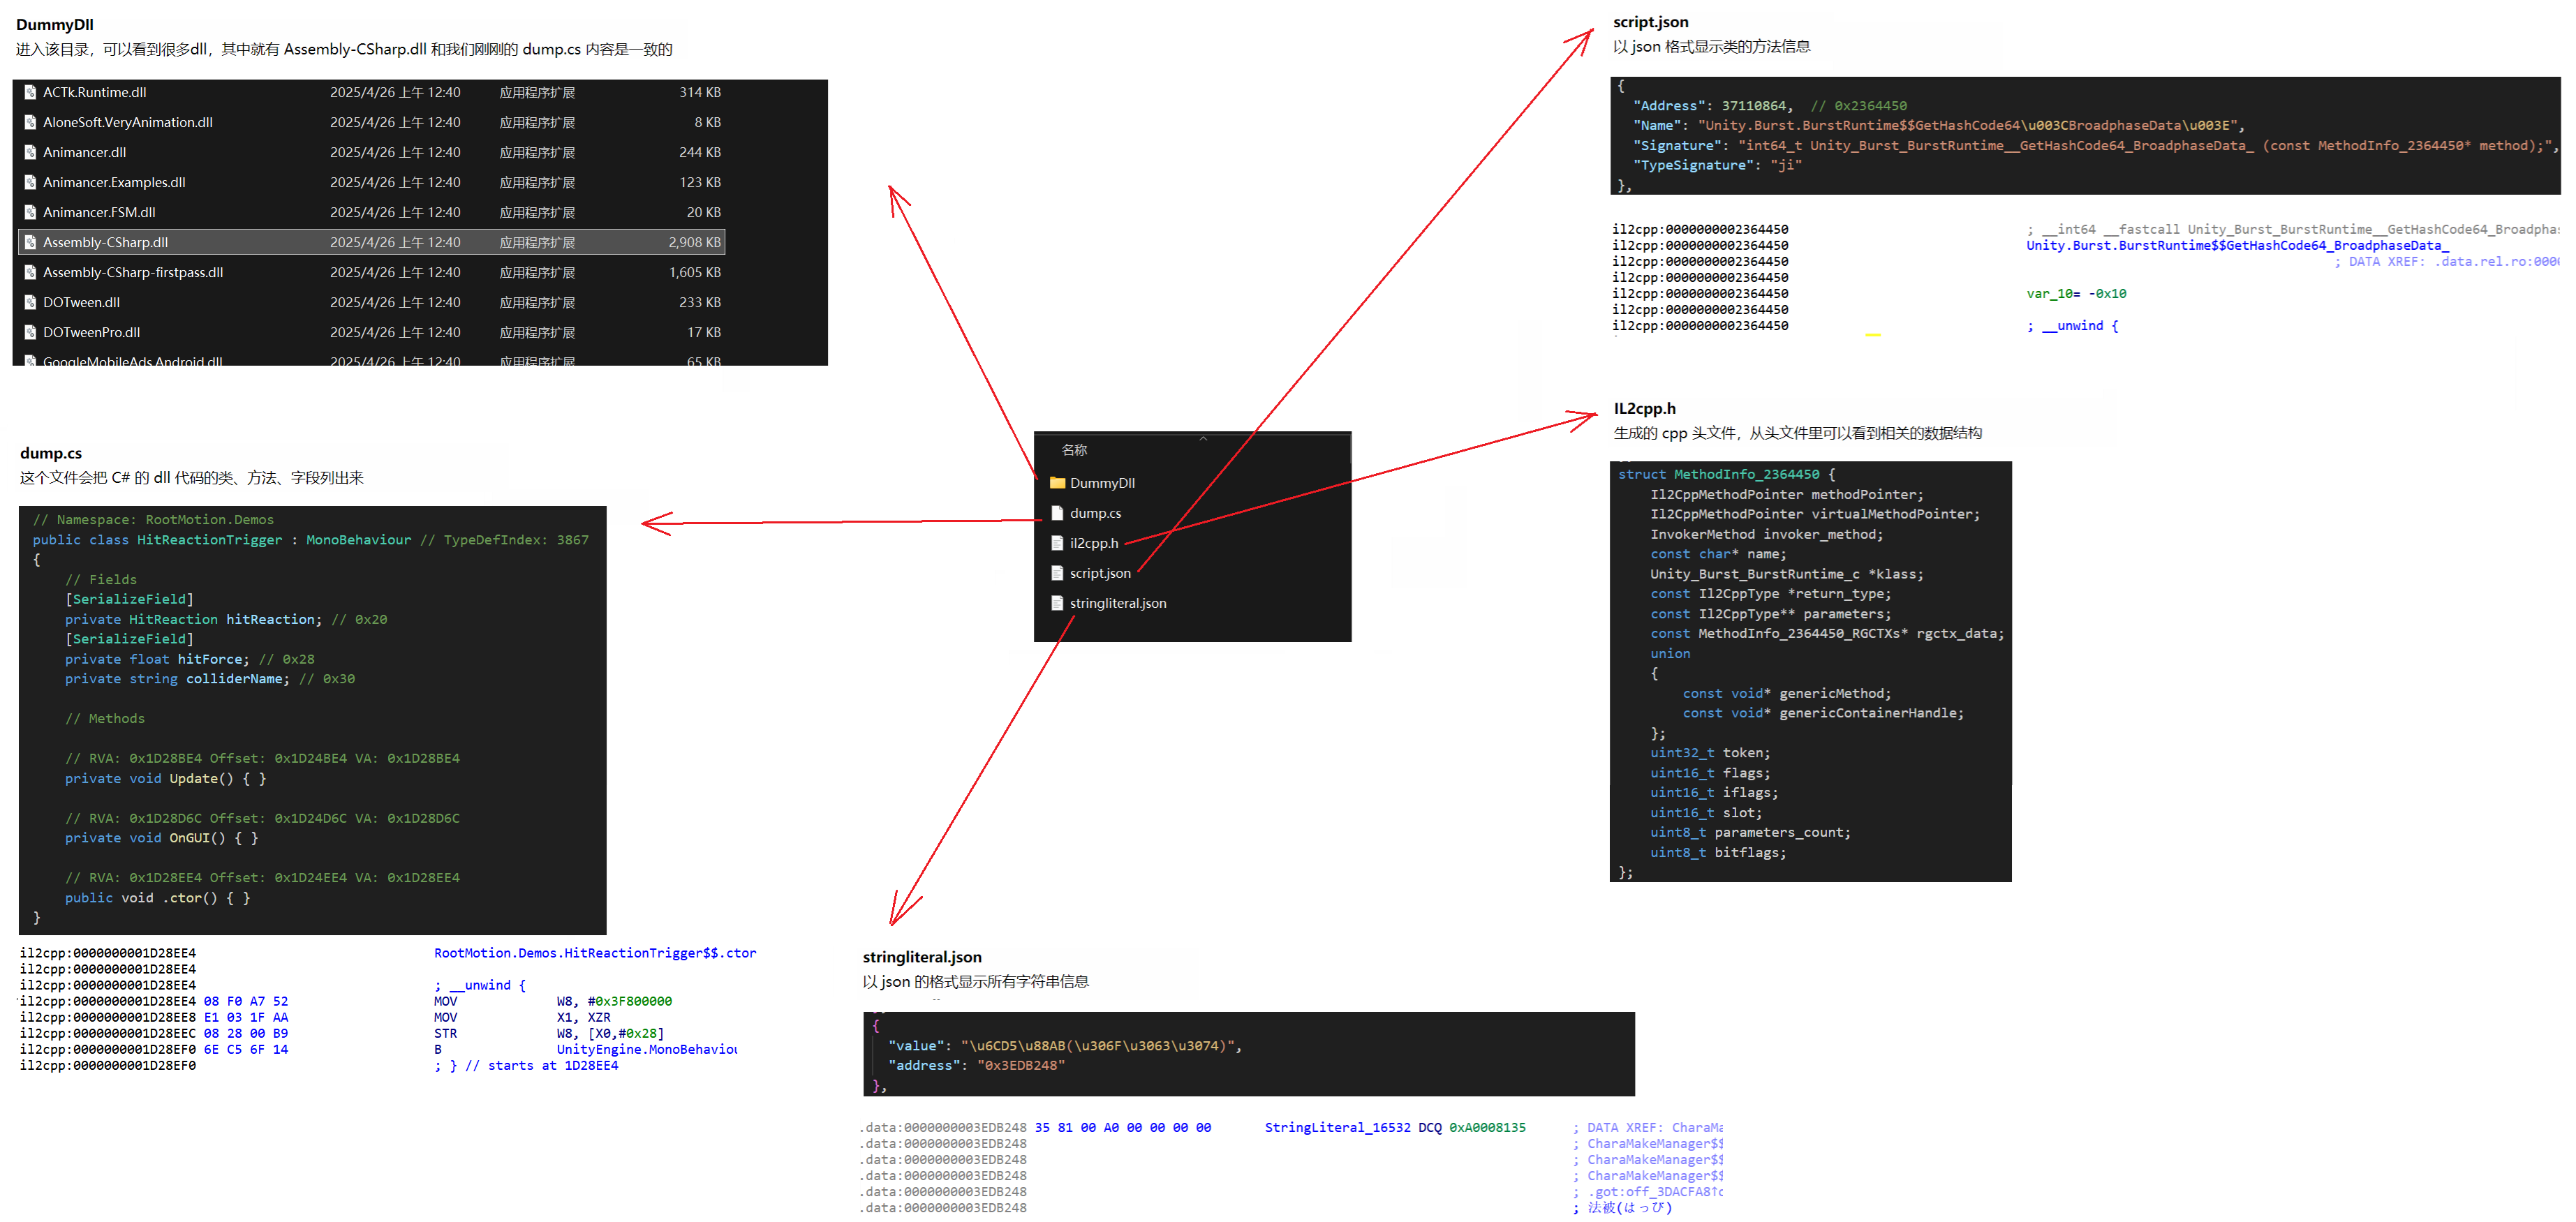 DummyDll
进入该目录，可以看到很多dll，其中就有 Assembly-CSharp.dll 和我们刚刚的 dump.cs 内容是一致的
ACTk.Runtime.dll 2025/4/26 上午 12:40 应用程序扩展 314 KB
AloneSoft.VeryAnimation.dll 2025/4/26 上午 12:40 应用程序扩展 8 KB
Animancer.dll 2025/4/26 上午 12:40 应用程序扩展 244 KB
Animancer.Examples.dll 2025/4/26 上午 12:40 应用程序扩展 123 KB
Animancer.FSM.dll 2025/4/26 上午 12:40 应用程序扩展 20 KB
Assembly-CSharp.dll 2025/4/26 上午 12:40 应用程序扩展 2,908 KB
Assembly-CSharp-firstpass.dll 2025/4/26 上午 12:40 应用程序扩展 1,605 KB
DOTween.dll 2025/4/26 上午 12:40 应用程序扩展 233 KB
DOTweenPro.dll 2025/4/26 上午 12:40 应用程序扩展 17 KB
GoogleMobileAds.Android.dll 2025/4/26 上午 12:40 应用程序扩展 65 KB
dump.cs
这个文件会把 C# 的 dll 代码的类、方法、字段列出来
// Namespace: RootMotion.Demos
public class HitReactionTrigger : MonoBehaviour // TypeDefIndex: 3867
{
// Fields
[SerializeField]
private HitReaction hitReaction; // 0x20
[SerializeField]
private float hitForce; // 0x28
private string colliderName; // 0x30
// Methods
// RVA: 0x1D28BE4 Offset: 0x1D24BE4 VA: 0x1D28BE4
private void Update() { }
// RVA: 0x1D28D6C Offset: 0x1D24D6C VA: 0x1D28D6C
private void OnGUI() { }
// RVA: 0x1D28EE4 Offset: 0x1D24EE4 VA: 0x1D28EE4
public void .ctor() { }
}
il2cpp:0000000001D28EE4 RootMotion.Demos.HitReactionTrigger$$.ctor
il2cpp:0000000001D28EE4
il2cpp:0000000001D28EE4 ; __unwind {
il2cpp:0000000001D28EE4 08 F0 A7 52 MOV W8, #0x3F800000
il2cpp:0000000001D28EE8 E1 03 1F AA MOV X1, XZR
il2cpp:0000000001D28EEC 08 28 00 B9 STR W8, [X0,#0x28]
il2cpp:0000000001D28EF0 6E C5 6F 14 B UnityEngine.MonoBehaviou
il2cpp:0000000001D28EF0 ; } // starts at 1D28EE4
名称
DummyDll
dump.cs
il2cpp.h
script.json
stringliteral.json
stringliteral.json
以 json 的格式显示所有字符串信息
{
"value": "\u6CD5\u88AB(\u306F\u3063\u3074)",
"address": "0x3EDB248"
},
.data:0000000003EDB248 35 81 00 A0 00 00 00 00 StringLiteral_16532 DCQ 0xA0008135 ; DATA XREF: CharaMa
.data:0000000003EDB248 ; CharaMakeManager$$
.data:0000000003EDB248 ; CharaMakeManager$$
.data:0000000003EDB248 ; CharaMakeManager$$
.data:0000000003EDB248 ; .got:off_3DACFA8↑o
.data:0000000003EDB248 ; 法被(はっぴ)
script.json
以 json 格式显示类的方法信息
{
"Address": 37110864, // 0x2364450
"Name": "Unity.Burst.BurstRuntime$$GetHashCode64\u003CBroadphaseData\u003E",
"Signature": "int64_t Unity_Burst_BurstRuntime__GetHashCode64_BroadphaseData_ (const MethodInfo_2364450* method);",
"TypeSignature": "ji"
},
il2cpp:0000000002364450 ; __int64 __fastcall Unity_Burst_BurstRuntime__GetHashCode64_Broadphas
il2cpp:0000000002364450 Unity.Burst.BurstRuntime$$GetHashCode64_BroadphaseData_
il2cpp:0000000002364450 ; DATA XREF: .data.rel.ro:000
il2cpp:0000000002364450
il2cpp:0000000002364450 var_10= -0x10
il2cpp:0000000002364450
il2cpp:0000000002364450 ; __unwind {
IL2cpp.h
生成的 cpp 头文件，从头文件里可以看到相关的数据结构
struct MethodInfo_2364450 {
Il2CppMethodPointer methodPointer;
Il2CppMethodPointer virtualMethodPointer;
InvokerMethod invoker_method;
const char* name;
Unity_Burst_BurstRuntime_c *klass;
const Il2CppType *return_type;
const Il2CppType** parameters;
const MethodInfo_2364450_RGCTXs* rgctx_data;
union
{
const void* genericMethod;
const void* genericContainerHandle;
};
uint32_t token;
uint16_t flags;
uint16_t iflags;
uint16_t slot;
uint8_t parameters_count;
uint8_t bitflags;
};